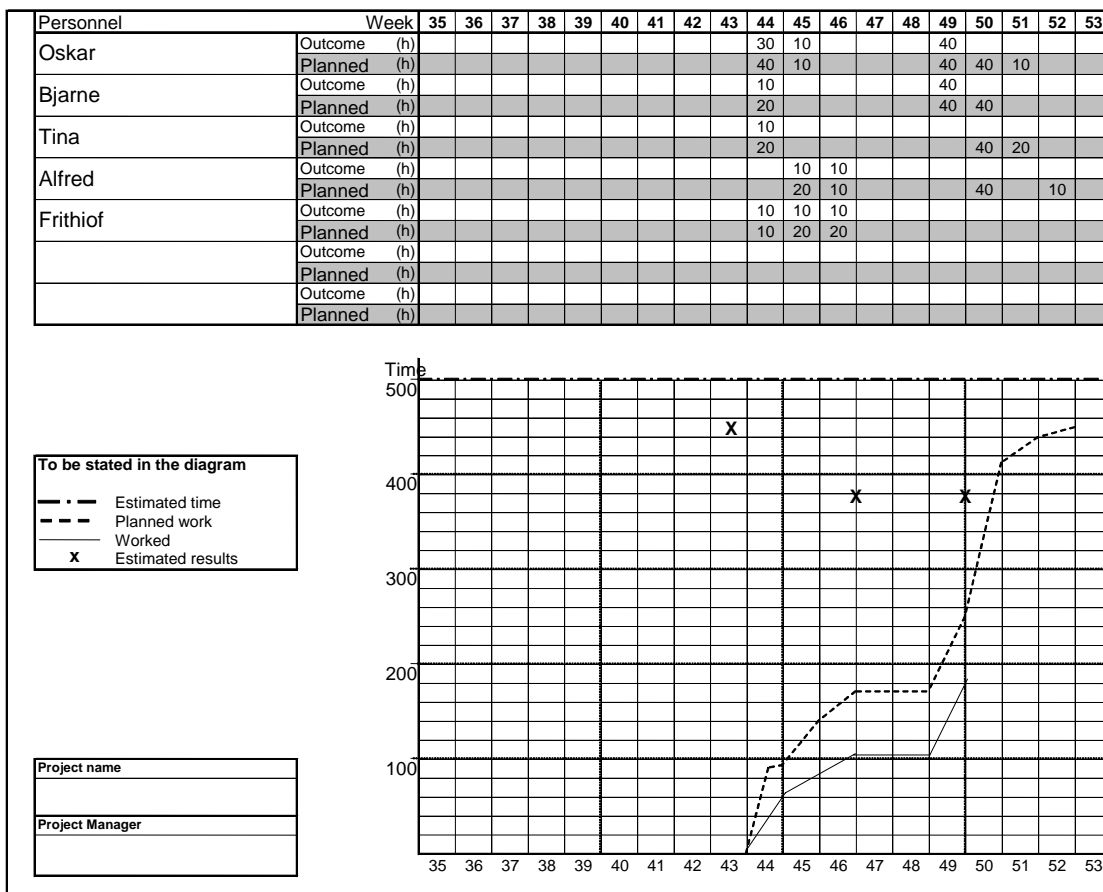 Personnel Week 35 36 37 38 39 40 41 42 43 44 45 46 47 48 49 50 51 52 53
Oskar
Outcome (h) 30 10 40
Planned (h) 40 10 40 40 10
Bjarne
Outcome (h) 10 40
Planned (h) 20 40 40
Tina
Outcome (h) 10
Planned (h) 20 40 20
Alfred
Outcome (h) 10 10
Planned (h) 20 10 40 10
Frithiof
Outcome (h) 10 10 10
Planned (h) 10 20 20
Outcome (h)
Planned (h)
Outcome (h)
Planned (h)
Time
500
X
To be stated in the diagram
Estimated time
Planned work
Worked
X Estimated results
400
X X
300
200
100
Project name
Project Manager
35 36 37 38 39 40 41 42 43 44 45 46 47 48 49 50 51 52 53